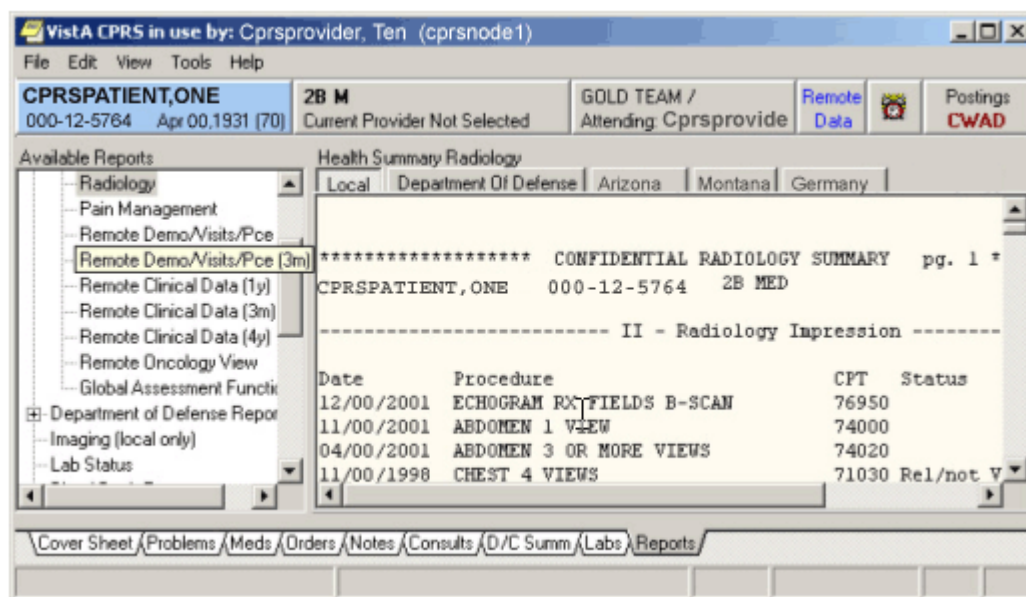 VistA CPRS in use by: Cprsprovider, Ten (cprsnode1)
File Edit View Tools Help
CPRSPATIENT,ONE
000-12-5764 Apr 00,1931 (70)
2B M
Current Provider Not Selected
GOLD TEAM /
Attending: Cprsprovide
Remote
Data
Postings
CWAD
Available Reports
Radiology
Pain Management
Remote Demo/Visits/Pce
Remote Demo/Visits/Pce (3m)
Remote Clinical Data (1y)
Remote Clinical Data (3m)
Remote Clinical Data (4y)
Remote Oncology View
Global Assessment Functic
Department of Defense Repor
Imaging (local only)
Lab Status
Health Summary Radiology
Local Department Of Defense Arizona Montana Germany
******************* CONFIDENTIAL RADIOLOGY SUMMARY pg. 1 *
CPRSPATIENT,ONE 000-12-5764 2B MED
--------------------------- II - Radiology Impression --------
Date Procedure CPT Status
12/00/2001 ECHOGRAM RX FIELDS B-SCAN 76950
11/00/2001 ABDOMEN 1 VIEW 74000
04/00/2001 ABDOMEN 3 OR MORE VIEWS 74020
11/00/1998 CHEST 4 VIEWS 71030 Rel/not V
Cover Sheet Problems Meds Orders Notes Consults D/C Summ Labs Reports